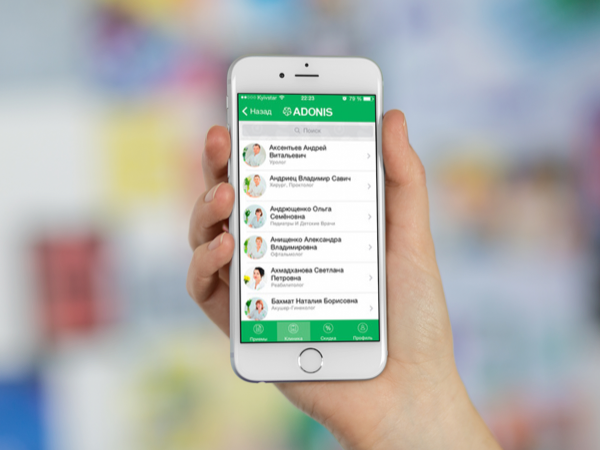 Kyivstar 22:23 79 %
Назад ADONIS
Поиск
Аксентьев Андрей
Витальевич
Уролог
Андриец Владимир Савич
Хирург, Проктолог
Андрющенко Ольга
Семёновна
Педиатры И Детские Врачи
Анищенко Александра
Владимировна
Офтальмолог
Ахмадханова Светлана
Петровна
Реабилитолог
Бахмат Наталия Борисовна
Акушер-Гинеколог
Приемы Клиника Скидки Профиль